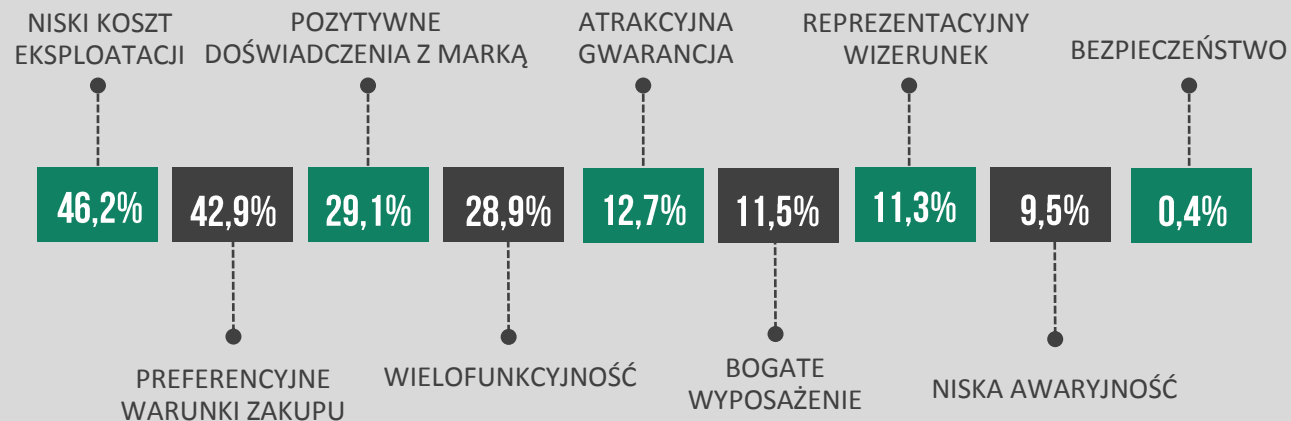 NISKI KOSZT
EKSPLOATACJI
POZYTYWNE
DOŚWIADCZENIA Z MARKĄ
ATRAKCYJNA
GWARANCJA
REPREZENTACYJNY
WIZERUNEK
BEZPIECZEŃSTWO
46,2%
42,9%
29,1%
28,9%
12,7%
11,5%
11,3%
9,5%
0,4%
PREFERENCYJNE
WARUNKI ZAKUPU
WIELOFUNKCYJNOŚĆ
BOGATE
WYPOSAŻENIE
NISKA AWARYJNOŚĆ